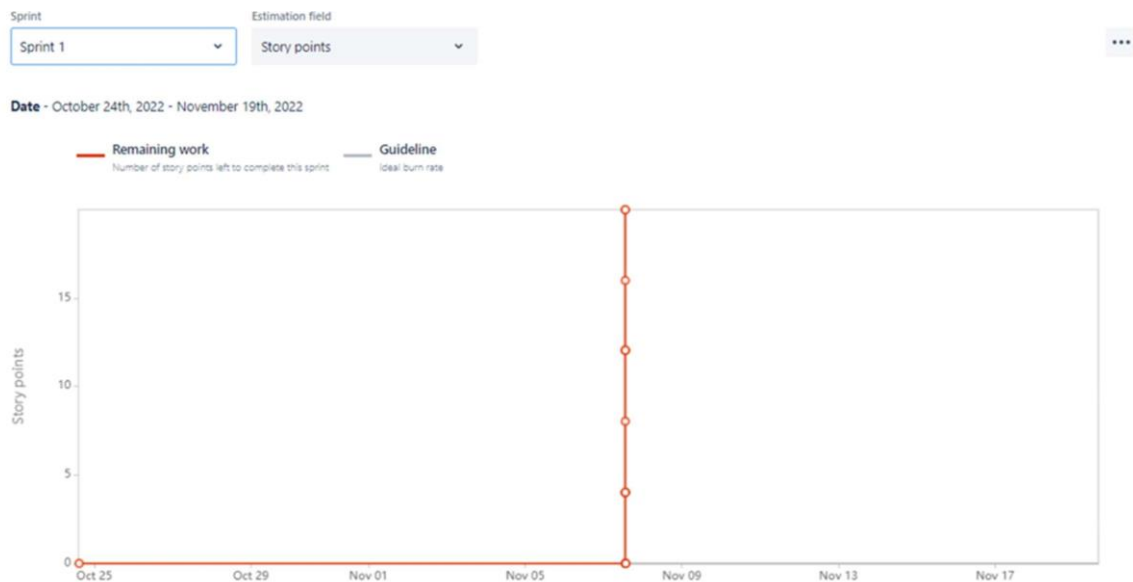 Sprint
Estimation field
Sprint 1
Story points
Date - October 24th, 2022 - November 19th, 2022
Remaining work
Number of story points left to complete this sprint
Guideline
Ideal burn rate
Story points
15
10
5
0
Oct 25
Oct 29
Nov 01
Nov 05
Nov 09
Nov 13
Nov 17